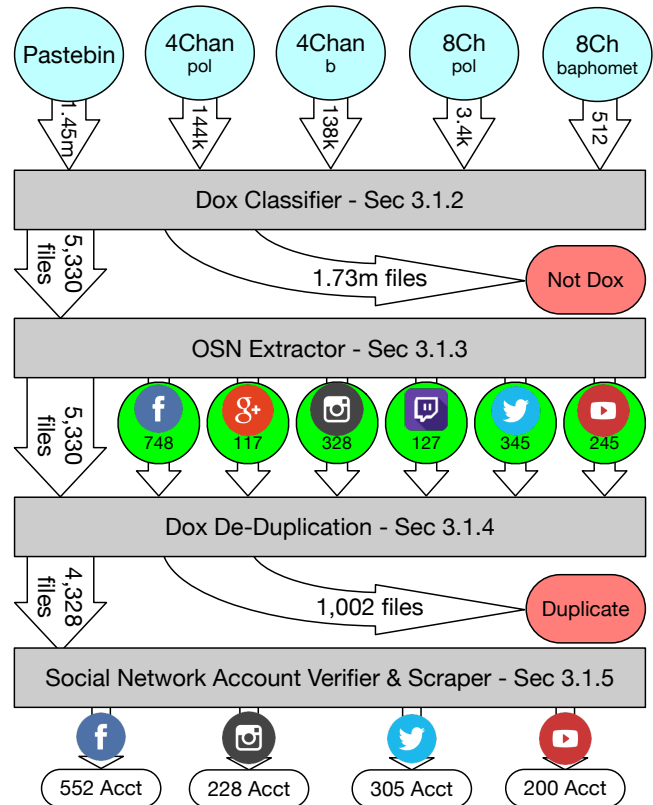 Pastebin
4Chan
pol
4Chan
b
8Ch
pol
8Ch
baphomet
1.45m
144k
138k
3.4k
512
Dox Classifier - Sec 3.1.2
5,330
files
1.73m files
Not Dox
OSN Extractor - Sec 3.1.3
5,330
files
f
g+
748
117
328
127
345
245
Dox De-Duplication - Sec 3.1.4
4,328
files
1,002 files
Duplicate
Social Network Account Verifier & Scraper - Sec 3.1.5
f
552 Acct
228 Acct
305 Acct
200 Acct